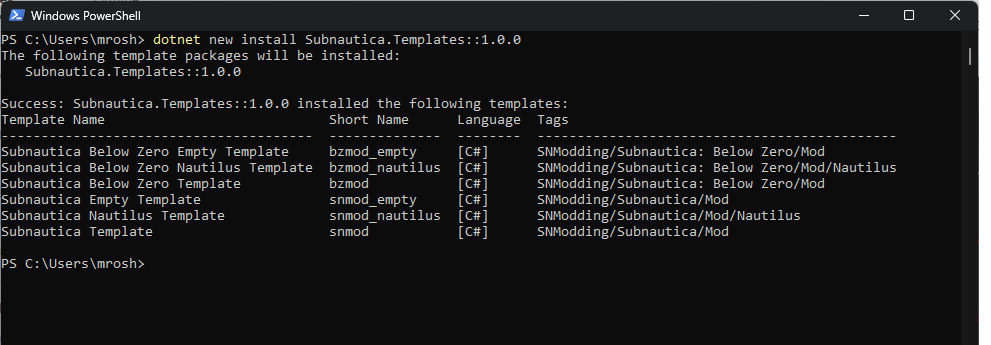 Windows PowerShell
PS C:\Users\mrosh> dotnet new install Subnautica.Templates::1.0.0
The following template packages will be installed:
   Subnautica.Templates::1.0.0
Success: Subnautica.Templates::1.0.0 installed the following templates:
Template Name                            Short Name      Language  Tags
---------------------------------------  --------------  --------  ---------------------------------------------
Subnautica Below Zero Empty Template     bzmod_empty     [C#]      SNModding/Subnautica: Below Zero/Mod
Subnautica Below Zero Nautilus Template  bzmod_nautilus  [C#]      SNModding/Subnautica: Below Zero/Mod/Nautilus
Subnautica Below Zero Template           bzmod           [C#]      SNModding/Subnautica: Below Zero/Mod
Subnautica Empty Template                snmod_empty     [C#]      SNModding/Subnautica/Mod
Subnautica Nautilus Template             snmod_nautilus  [C#]      SNModding/Subnautica/Mod/Nautilus
Subnautica Template                      snmod           [C#]      SNModding/Subnautica/Mod
PS C:\Users\mrosh>